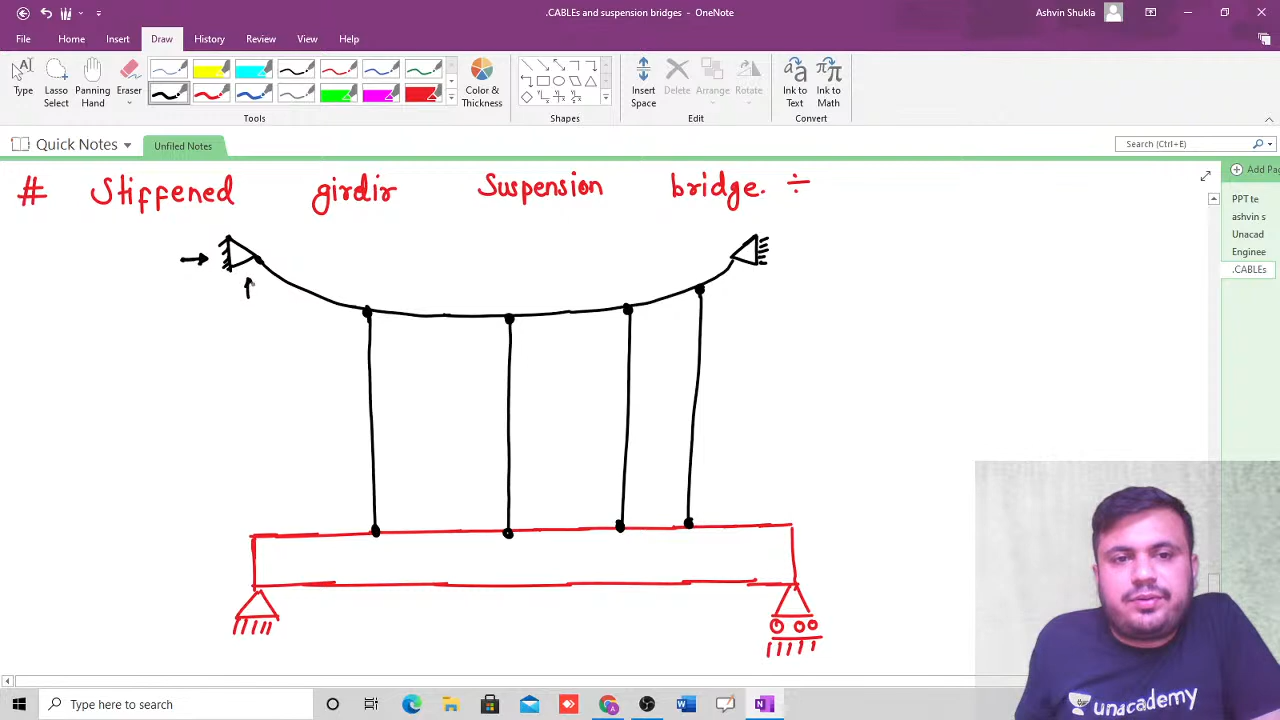 .CABLEs and suspension bridges - OneNote
Ashvin Shukla
File Home Insert Draw History Review View Help
Type
Lasso Select
Panning Hand
Eraser
Color & Thickness
Insert Space
Delete
Arrange
Rotate
Ink to Text
Ink to Math
Tools
Shapes
Edit
Convert
Quick Notes
Unfiled Notes
Search (Ctrl+E)
# Stiffened girdir Suspension bridge. ÷
Add Pag
PPT te
ashvin s
Unacad
Enginee
.CABLEs
unacademy
Type here to search